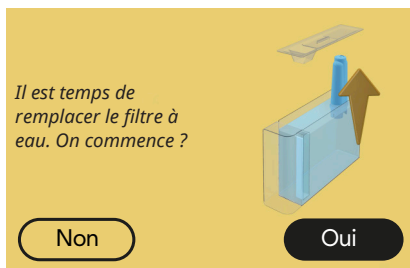 Il est temps de
remplacer le filtre à
eau. On commence ?
Non
Oui